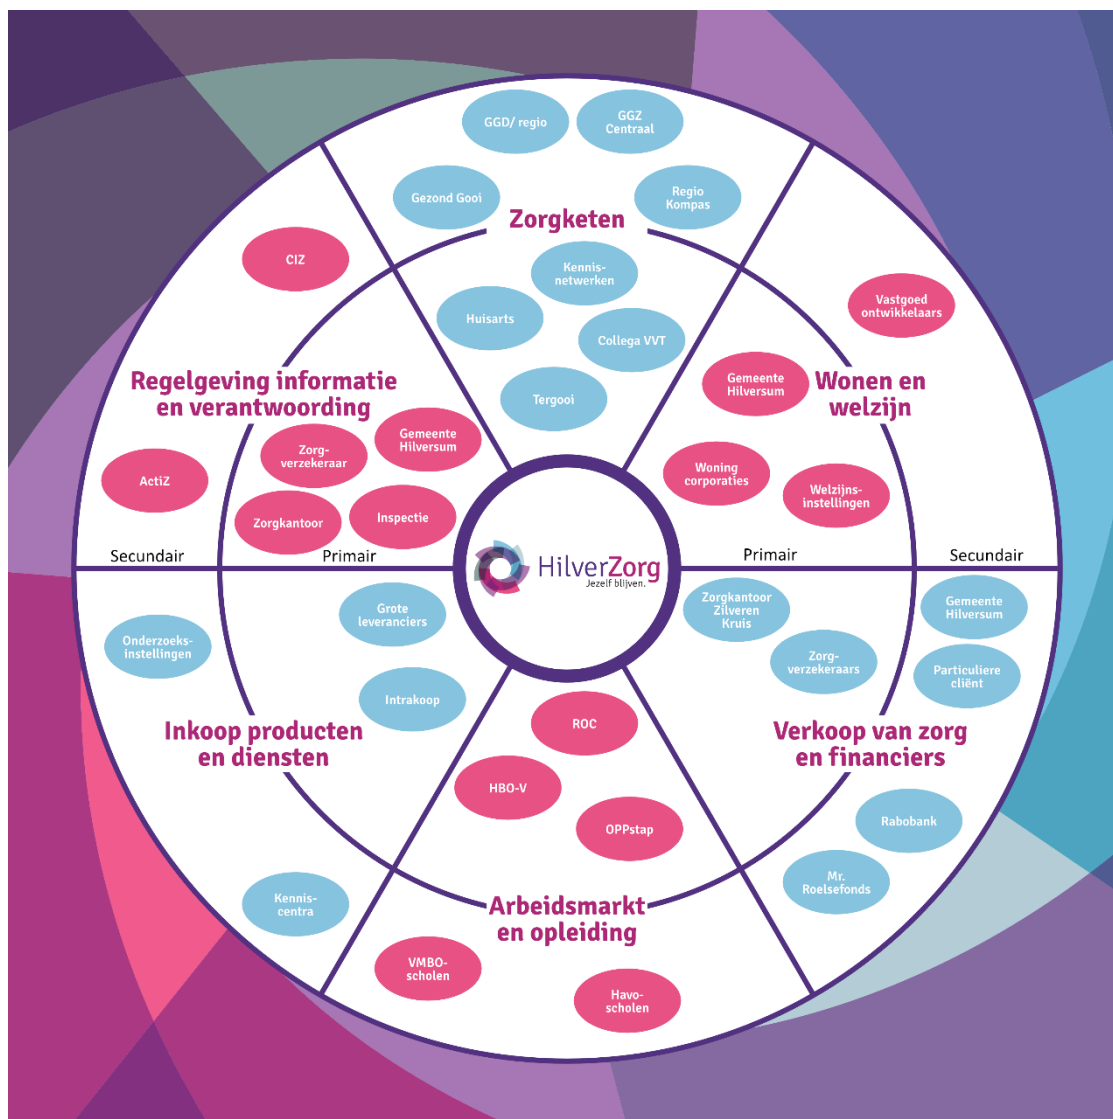 GGD/ regio
GGZ
Centraal
Gezond Gooi
Regio
Kompas
Zorgketen
Kennis-
netwerken
Huisarts
Collega VVT
Tergooi
CIZ
Regelgeving informatie
en verantwoording
Zorg-
verzekeraar
Gemeente
Hilversum
ActiZ
Zorgkantoor
Inspectie
Secundair
Primair
Vastgoed
ontwikkelaars
Gemeente
Hilversum
Wonen en
welzijn
Woning
corporaties
Welzijns-
instellingen
Primair
Secundair
HilverZorg
Jezelf blijven.
Grote
leveranciers
Onderzoeks-
instellingen
Intrakoop
Inkoop producten
en diensten
Kennis-
centra
Zorgkantoor
Zilveren
Kruis
Gemeente
Hilversum
Zorg-
verzekeraars
Particuliere
cliënt
Verkoop van zorg
en financiers
Rabobank
Mr.
Roelsefonds
ROC
HBO-V
OPPstap
Arbeidsmarkt
en opleiding
VMBO-
scholen
Havo-
scholen